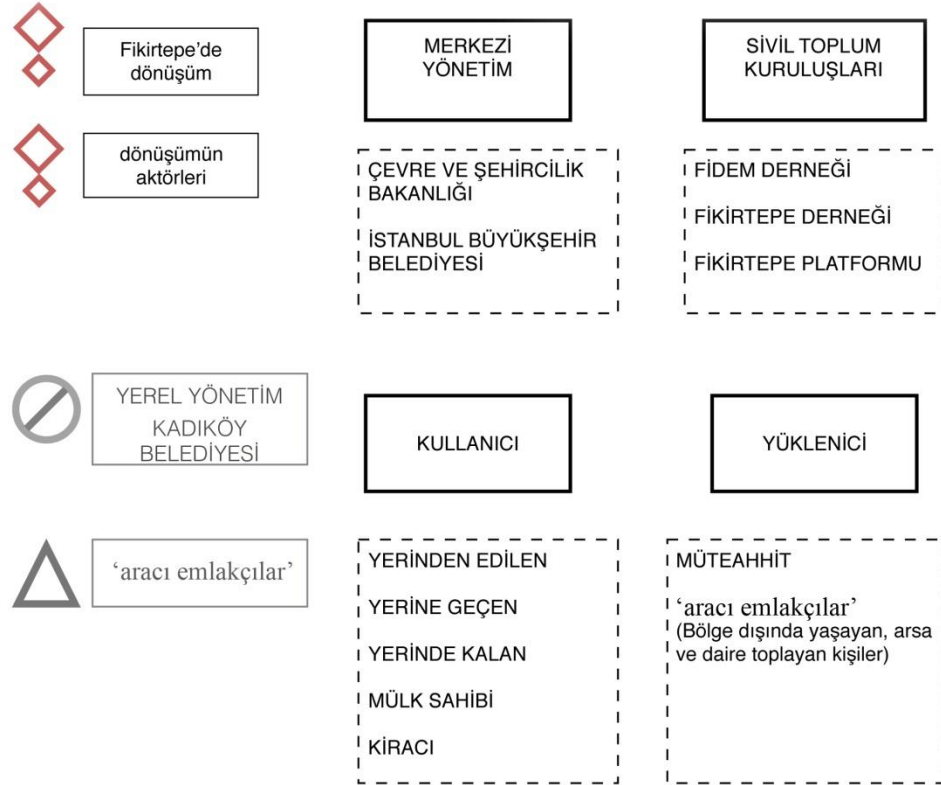 Fikirtepe’de
dönüşüm
dönüşümün
aktörleri
MERKEZİ
YÖNETİM
ÇEVRE VE ŞEHİRCİLİK
BAKANLIĞI
İSTANBUL BÜYÜKŞEHİR
BELEDİYESİ
SİVİL TOPLUM
KURULUŞLARI
FİDEM DERNEĞİ
FİKİRTEPE DERNEĞİ
FİKİRTEPE PLATFORMU
YEREL YÖNETİM
KADIKÖY
BELEDİYESİ
‘aracı emlakçılar’
KULLANICI
YERİNDEN EDİLEN
YERİNE GEÇEN
YERİNDE KALAN
MÜLK SAHİBİ
KİRACI
YÜKLENİCİ
MÜTEAHHİT
‘aracı emlakçılar’
(Bölge dışında yaşayan, arsa
ve daire toplayan kişiler)